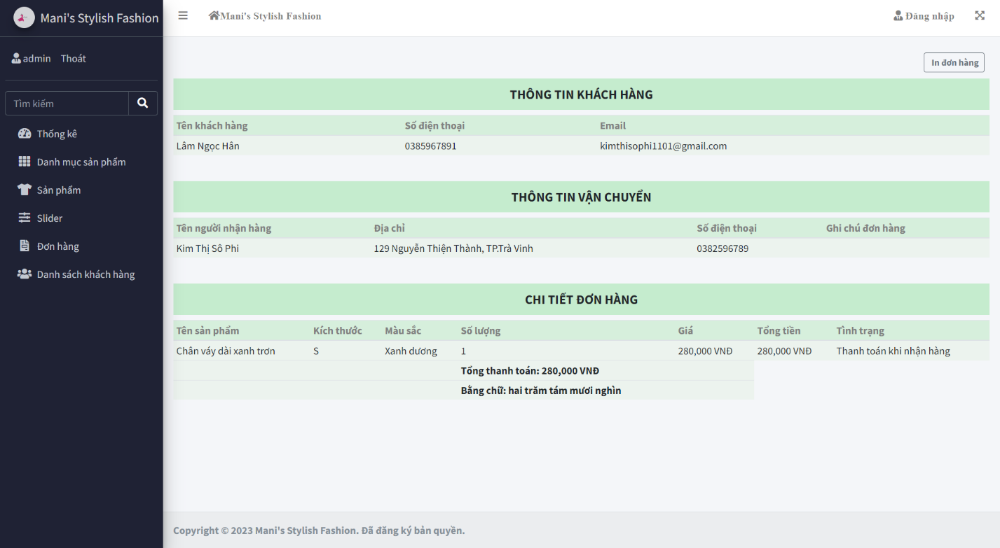 Mani's Stylish Fashion
Mani's Stylish Fashion
Đăng nhập
admin Thoát
In đơn hàng
Tìm kiếm
Thống kê
Danh mục sản phẩm
Sản phẩm
Slider
Đơn hàng
Danh sách khách hàng
THÔNG TIN KHÁCH HÀNG
Tên khách hàng Số điện thoại Email
Lâm Ngọc Hân 0385967891 kimthisophi1101@gmail.com
THÔNG TIN VẬN CHUYỂN
Tên người nhận hàng Địa chỉ Số điện thoại Ghi chú đơn hàng
Kim Thị Sô Phi 129 Nguyễn Thiện Thành, TP.Trà Vinh 0382596789
CHI TIẾT ĐƠN HÀNG
Tên sản phẩm Kích thước Màu sắc Số lượng Giá Tổng tiền Tình trạng
Chân váy dài xanh trơn S Xanh dương 1 280,000 VNĐ 280,000 VNĐ Thanh toán khi nhận hàng
Tổng thanh toán: 280,000 VNĐ
Bằng chữ: hai trăm tám mươi nghìn
Copyright © 2023 Mani's Stylish Fashion. Đã đăng ký bản quyền.